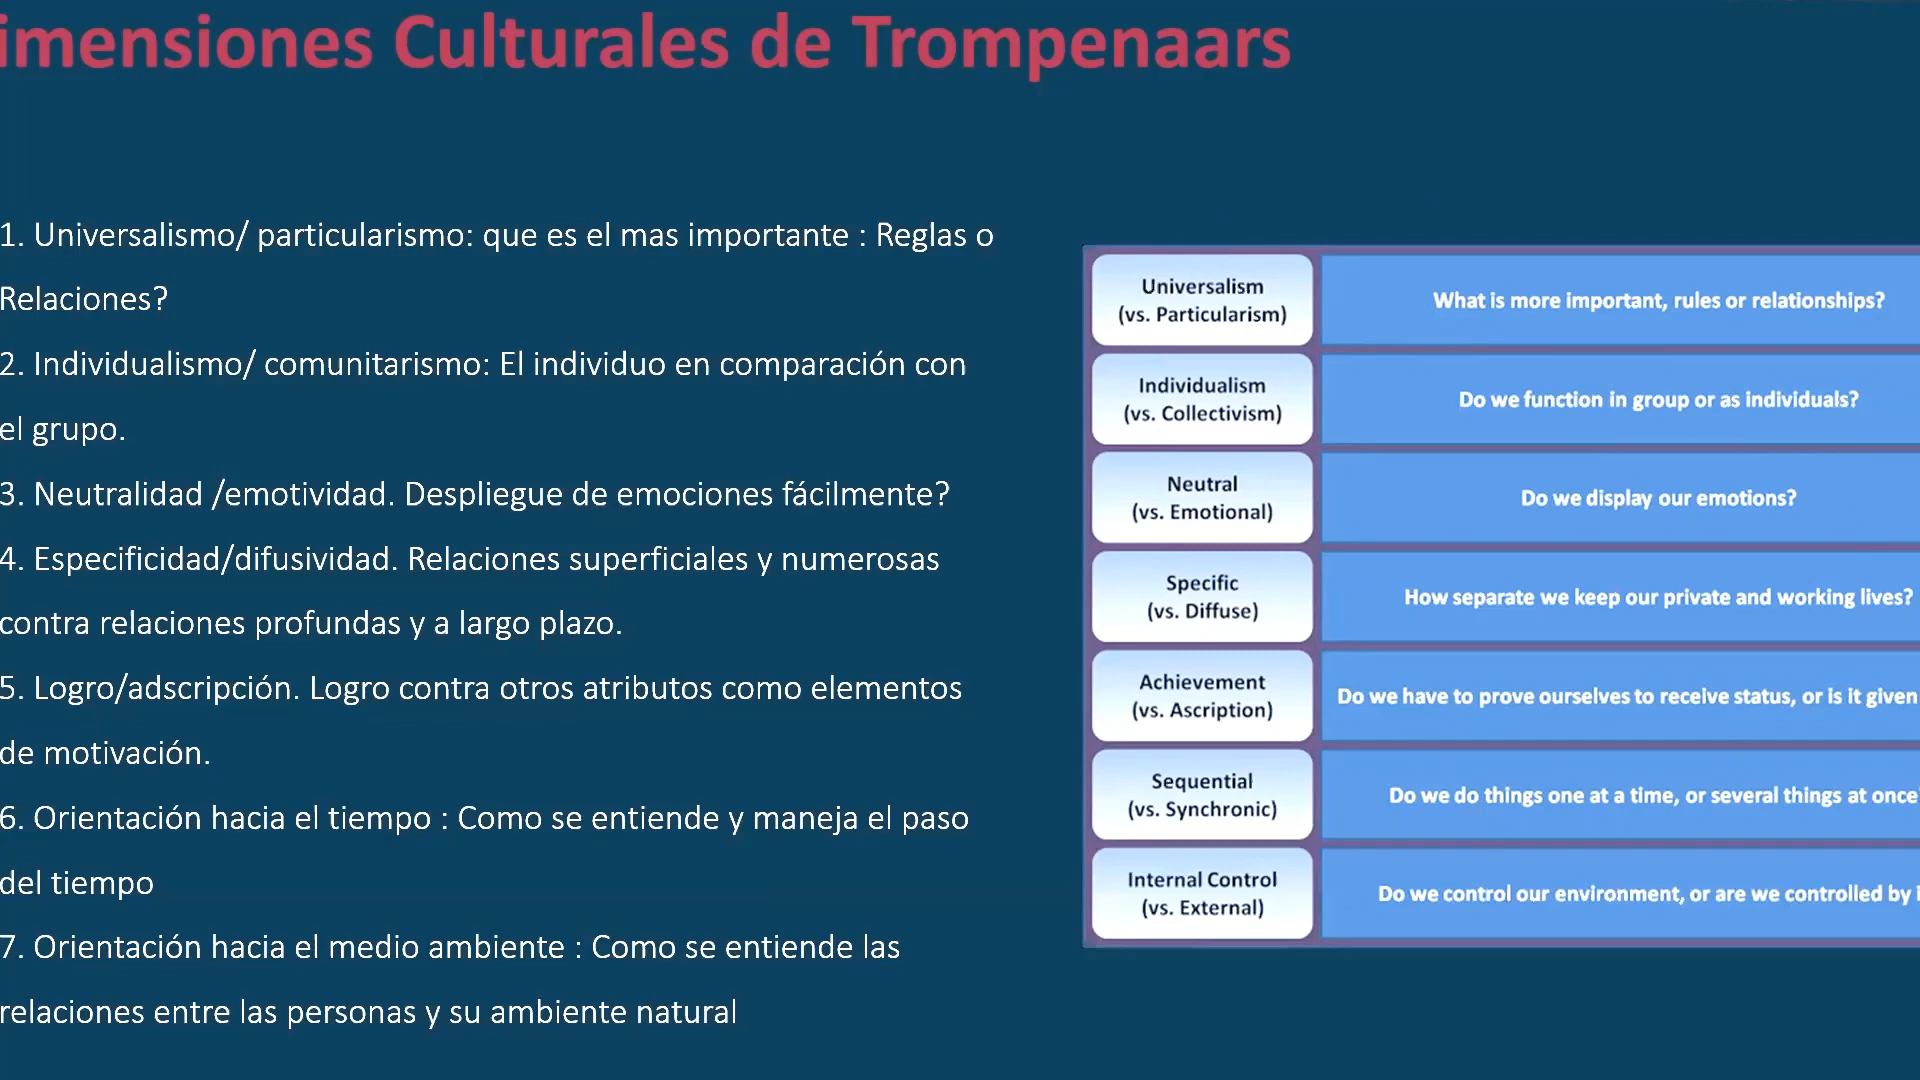 imensiones Culturales de Trompenaars
1. Universalismo/ particularismo: que es el mas importante : Reglas o
Relaciones?
2. Individualismo/ comunitarismo: El individuo en comparación con
el grupo.
3. Neutralidad /emotividad. Despliegue de emociones fácilmente?
4. Especificidad/difusividad. Relaciones superficiales y numerosas
contra relaciones profundas y a largo plazo.
5. Logro/adscripción. Logro contra otros atributos como elementos
de motivación.
6. Orientación hacia el tiempo : Como se entiende y maneja el paso
del tiempo
7. Orientación hacia el medio ambiente : Como se entiende las
relaciones entre las personas y su ambiente natural
Universalism
(vs. Particularism)
What is more important, rules or relationships?
Individualism
(vs. Collectivism)
Do we function in group or as individuals?
Neutral
(vs. Emotional)
Do we display our emotions?
Specific
(vs. Diffuse)
How separate we keep our private and working lives?
Achievement
(vs. Ascription)
Do we have to prove ourselves to receive status, or is it given
Sequential
(vs. Synchronic)
Do we do things one at a time, or several things at once
Internal Control
(vs. External)
Do we control our environment, or are we controlled by